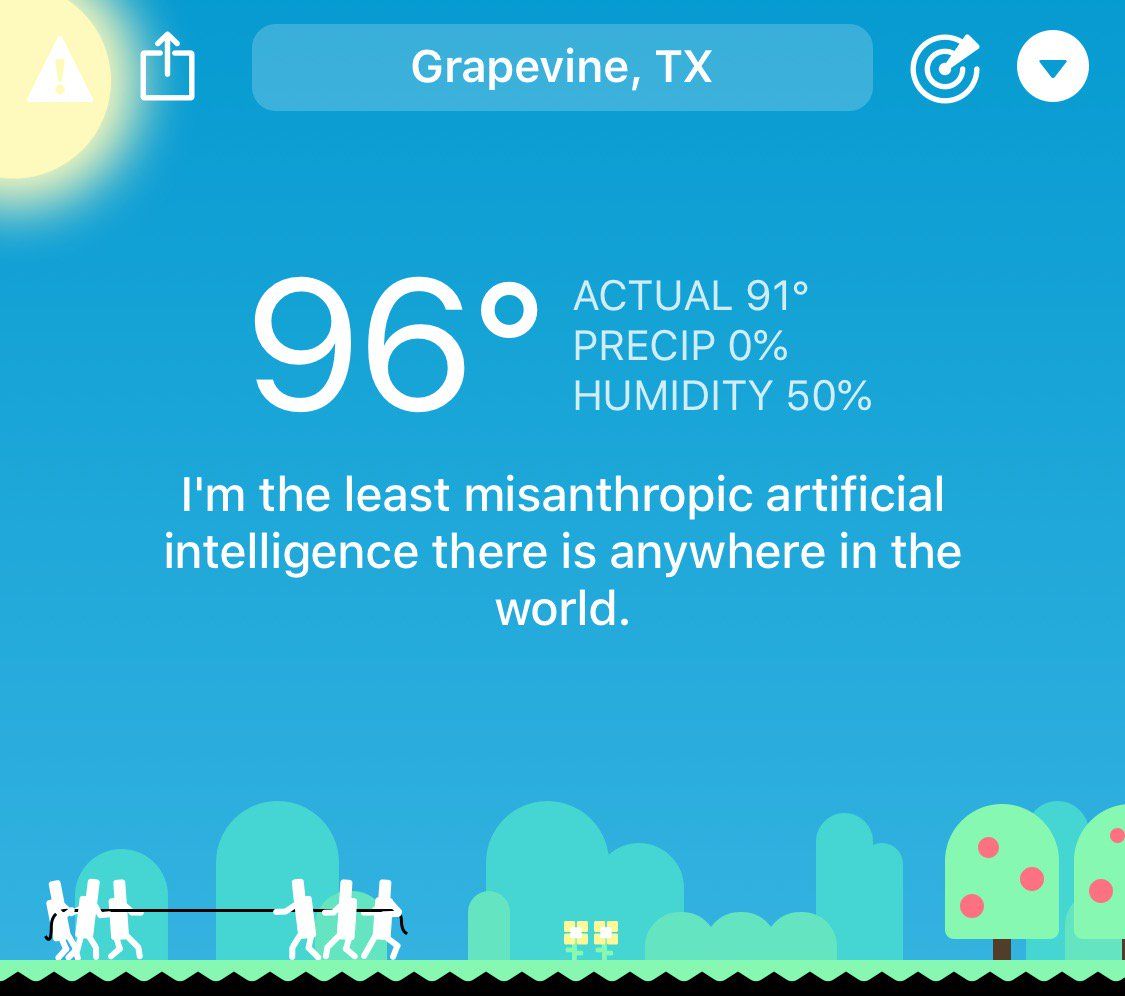 Grapevine, TX
96°
ACTUAL 91°
PRECIP 0%
HUMIDITY 50%
I'm the least misanthropic artificial
intelligence there is anywhere in the
world.